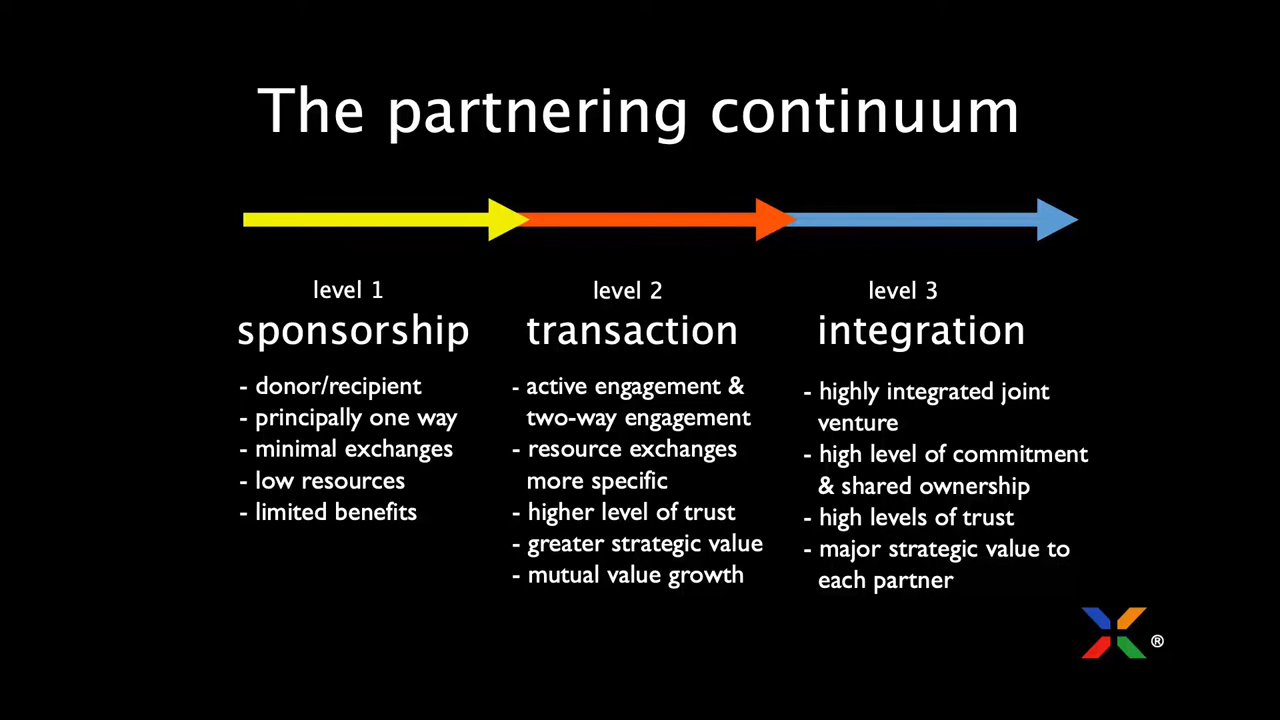 The partnering continuum
level 1
sponsorship
- donor/recipient
- principally one way
- minimal exchanges
- low resources
- limited benefits
level 2
transaction
- active engagement &
two-way engagement
- resource exchanges
more specific
- higher level of trust
- greater strategic value
- mutual value growth
level 3
integration
- highly integrated joint
venture
- high level of commitment
& shared ownership
- high levels of trust
- major strategic value to
each partner
®